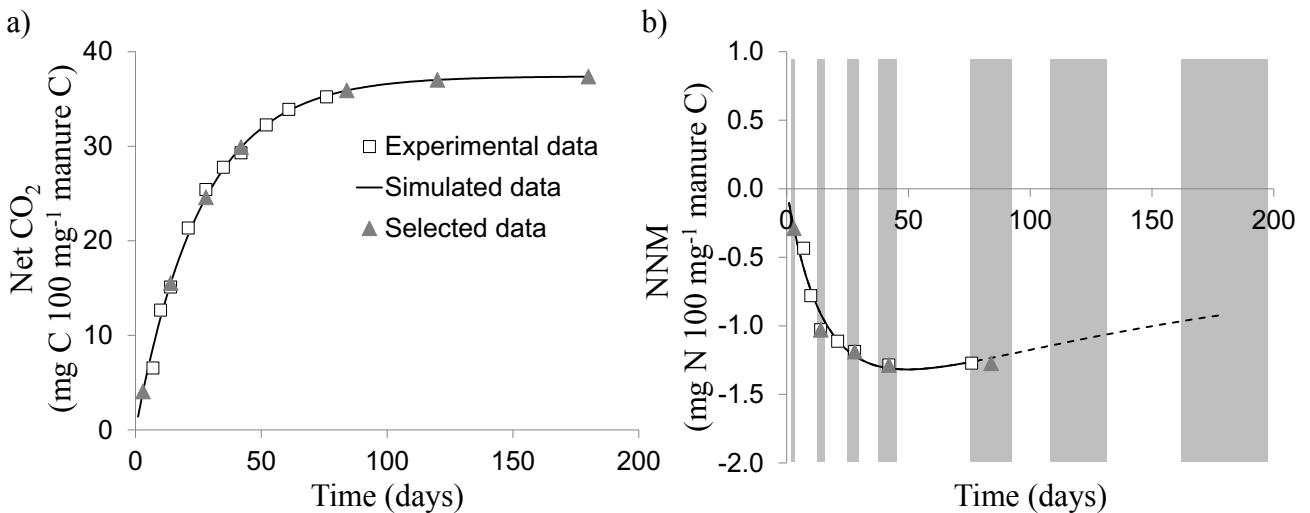 a)
40
30
20
10
0
0 50 100 150 200
Net CO₂
(mg C 100 mg⁻¹ manure C)
Time (days)
Experimental data
Simulated data
Selected data
b)
1.0
0.5
0.0
-0.5
-1.0
-1.5
-2.0
0 50 100 150 200
NNM
(mg N 100 mg⁻¹ manure C)
Time (days)